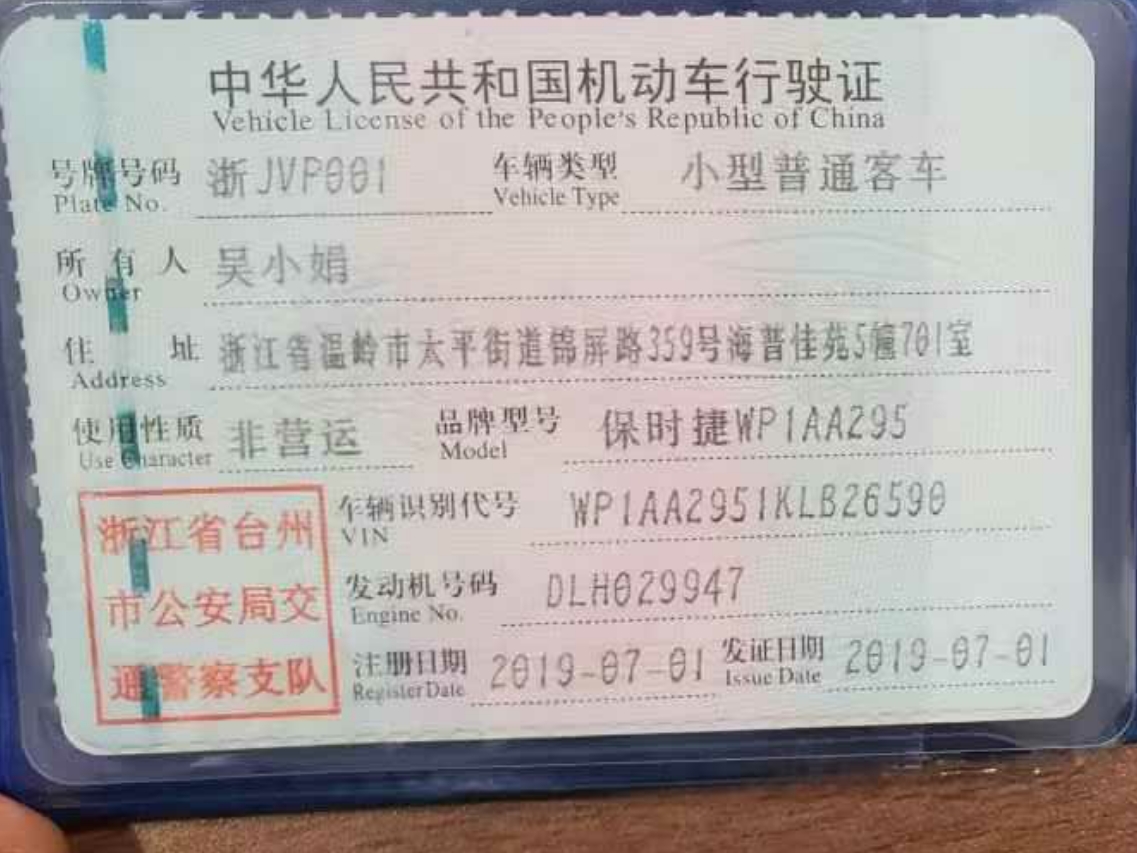 中华人民共和国机动车行驶证
Vehicle License of the People's Republic of China
号牌号码 浙JVP001 车辆类型 小型普通客车
Plate No. Vehicle Type
所有人 吴小娟
Owner
住址 浙江省温岭市太平街道锦屏路359号海普佳苑5幢701室
Address
使用性质 非营运 品牌型号 保时捷WP1AA295
Use Character Model
车辆识别代号 WP1AA2951KLB26590
VIN
发动机号码 DLH029947
Engine No.
注册日期 2019-07-01 发证日期 2019-07-01
Register Date Issue Date
浙江省台州
市公安局交
通警察支队